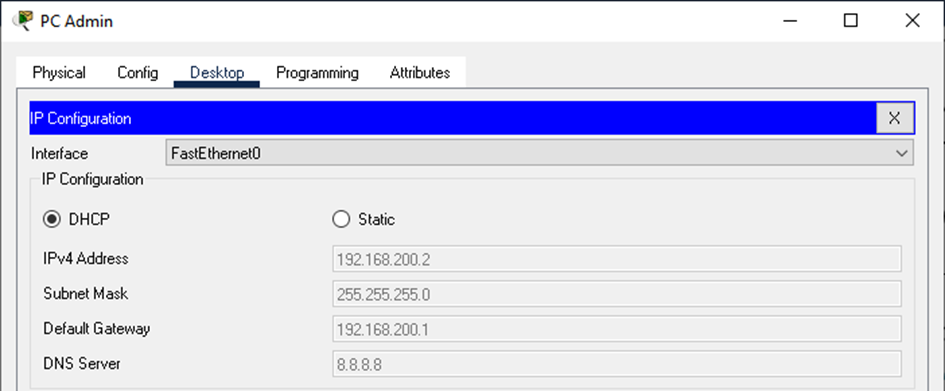 PC Admin
Physical Config Desktop Programming Attributes
IP Configuration X
Interface FastEthernet0
IP Configuration
DHCP Static
IPv4 Address 192.168.200.2
Subnet Mask 255.255.255.0
Default Gateway 192.168.200.1
DNS Server 8.8.8.8